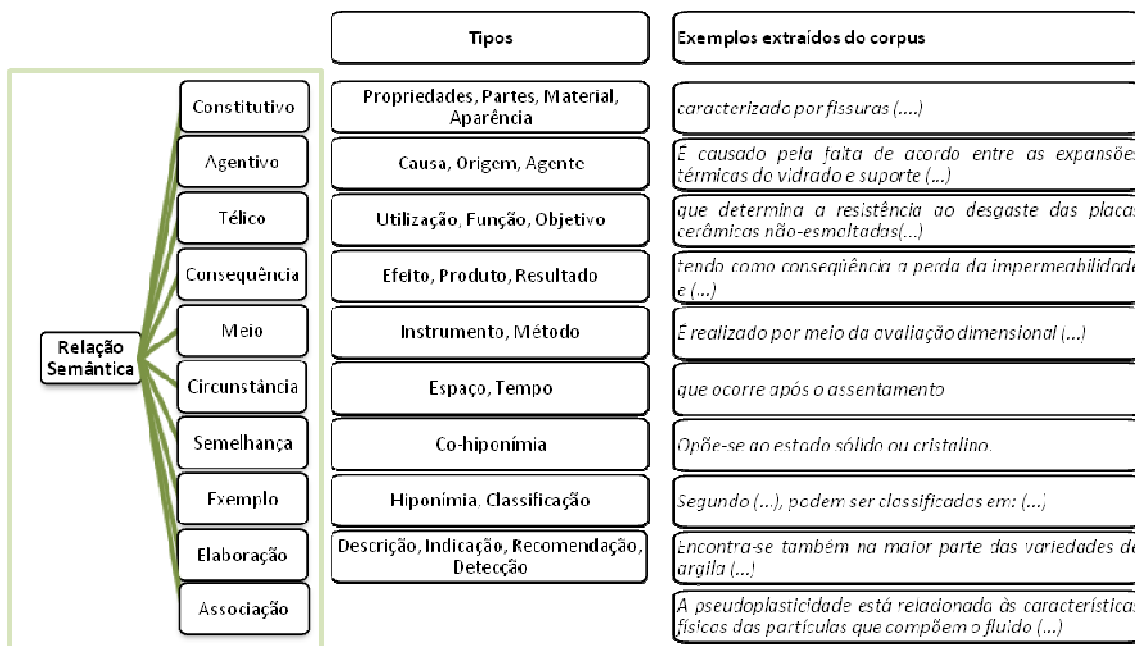 Tipos
Exemplos extraídos do corpus
Relação
Semântica
Constitutivo
Propriedades, Partes, Material,
Aparência
caracterizado por fissuras (....)
Agentivo
Causa, Origem, Agente
É causado pela falta de acordo entre as expansões
térmicas do vidrado e suporte (...)
Télico
Utilização, Função, Objetivo
que determina a resistência ao desgaste das placas
cerâmicas não-esmaltadas(...)
Consequência
Efeito, Produto, Resultado
tendo como conseqüência a perda da impermeabilidade
e (...)
Meio
Instrumento, Método
É realizado por meio da avaliação dimensional (...)
Circunstância
Espaço, Tempo
que ocorre após o assentamento
Semelhança
Co-hiponímia
Opõe-se ao estado sólido ou cristalino.
Exemplo
Hiponímia, Classificação
Segundo (...), podem ser classificadas em: (...)
Elaboração
Descrição, Indicação, Recomendação,
Detecção
Encontra-se também na maior parte das variedades de
argila (...)
Associação
A pseudoplasticidade está relacionada às características
físicas das partículas que compõem o fluido (...)